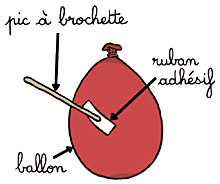 pic à brochette
ruban
adhésif
ballon